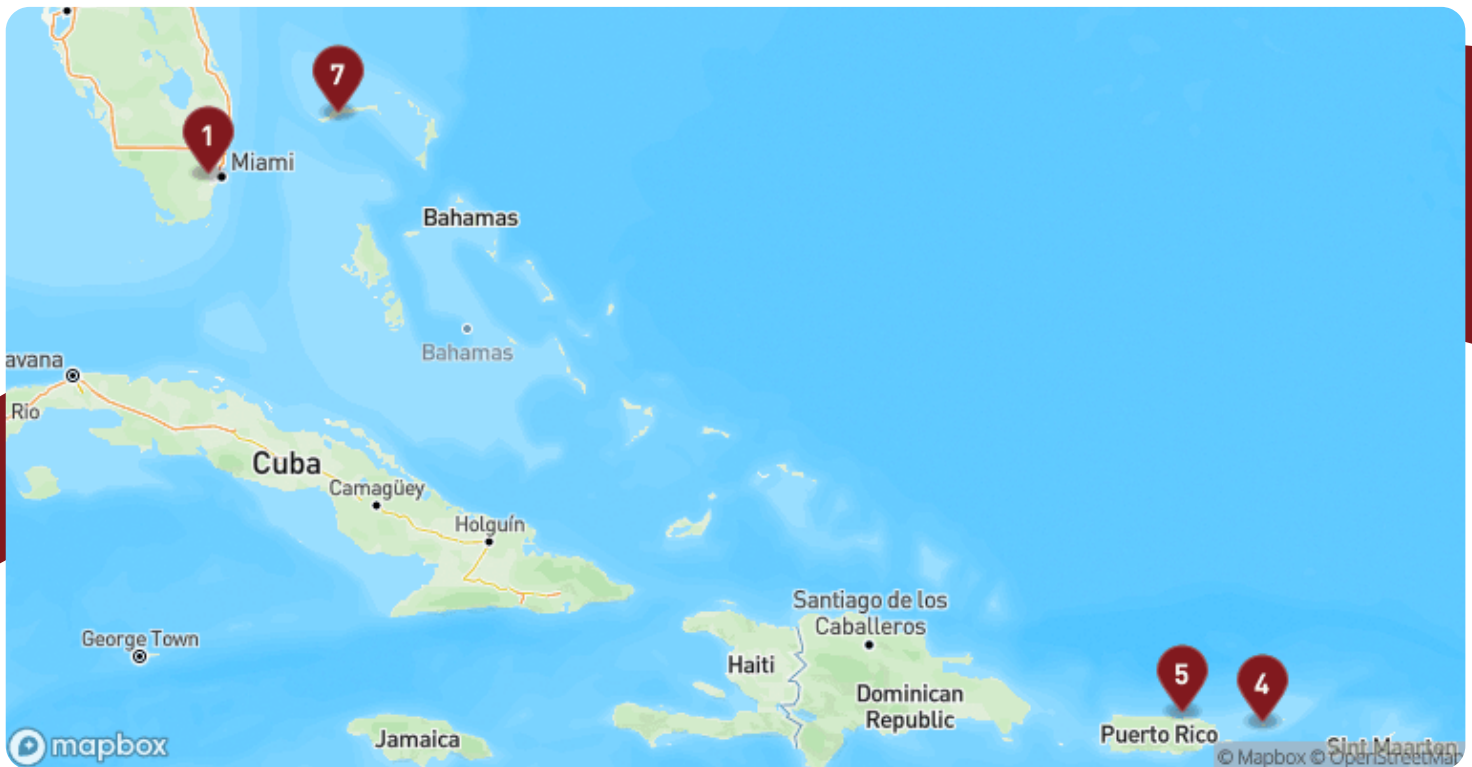 7
1
Miami
Bahamas
Bahamas
avana
Rio
Cuba
Camagüey
Holguín
Santiago de los
Caballeros
George Town
Haiti
5
4
Dominican
Republic
Puerto Rico
Jamaica
mapbox
Sint Maarten
© Mapbox © OpenStreetMap